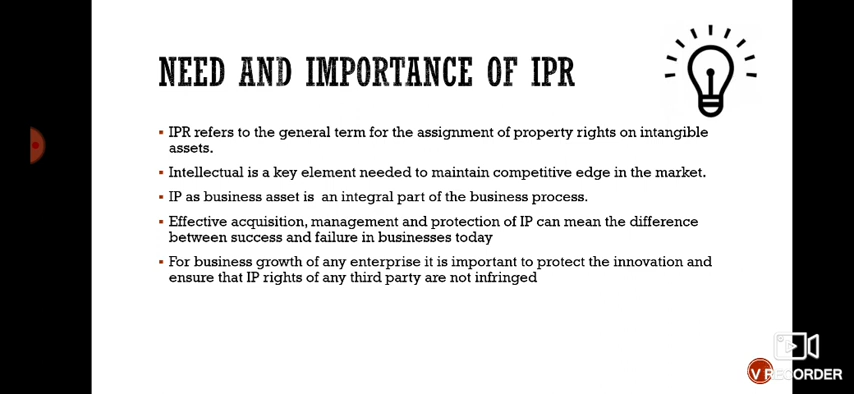 NEED AND IMPORTANCE OF IPR
▪ IPR refers to the general term for the assignment of property rights on intangible
assets.
▪ Intellectual is a key element needed to maintain competitive edge in the market.
▪ IP as business asset is an integral part of the business process.
▪ Effective acquisition, management and protection of IP can mean the difference
between success and failure in businesses today
▪ For business growth of any enterprise it is important to protect the innovation and
ensure that IP rights of any third party are not infringed
V RECORDER